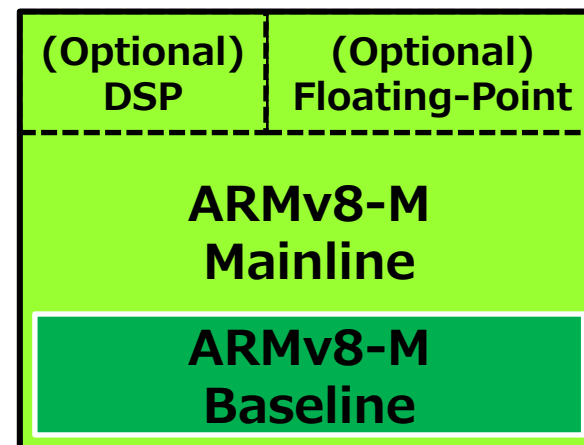 (Optional)
DSP
(Optional)
Floating-Point
ARMv8-M
Mainline
ARMv8-M
Baseline